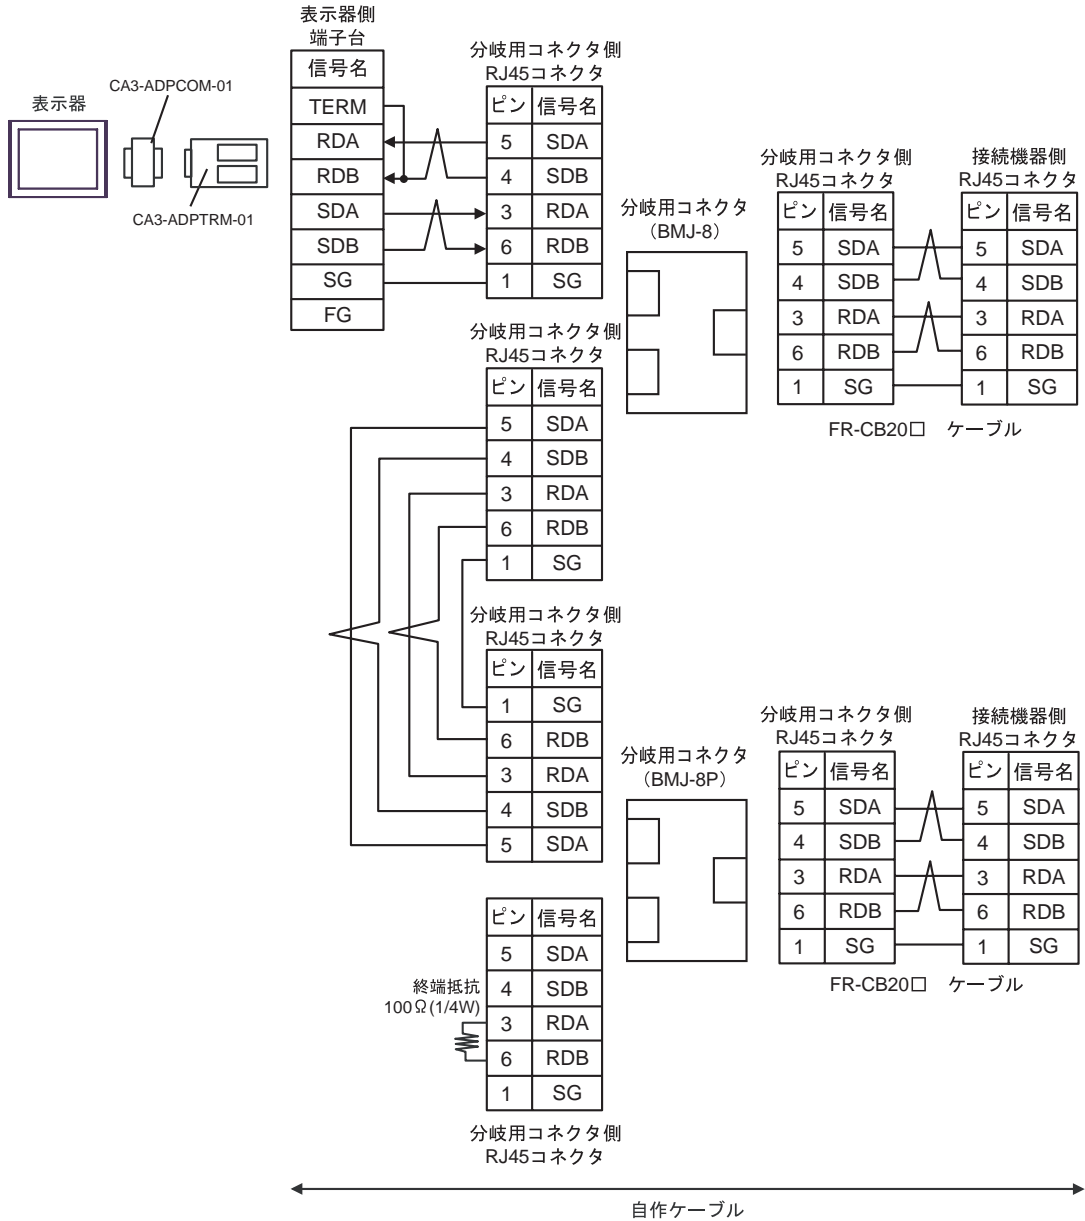 表示器
CA3-ADPCOM-01
CA3-ADPTRM-01
表示器側
端子台
信号名
TERM
RDA
RDB
SDA
SDB
SG
FG
分岐用コネクタ側
RJ45コネクタ
ピン 信号名
5 SDA
4 SDB
3 RDA
6 RDB
1 SG
分岐用コネクタ
（BMJ-8）
分岐用コネクタ側
RJ45コネクタ
ピン 信号名
5 SDA
4 SDB
3 RDA
6 RDB
1 SG
接続機器側
RJ45コネクタ
ピン 信号名
5 SDA
4 SDB
3 RDA
6 RDB
1 SG
FR-CB20□　ケーブル
分岐用コネクタ側
RJ45コネクタ
ピン 信号名
5 SDA
4 SDB
3 RDA
6 RDB
1 SG
分岐用コネクタ側
RJ45コネクタ
ピン 信号名
1 SG
6 RDB
3 RDA
4 SDB
5 SDA
分岐用コネクタ
（BMJ-8P）
分岐用コネクタ側
RJ45コネクタ
ピン 信号名
5 SDA
4 SDB
3 RDA
6 RDB
1 SG
接続機器側
RJ45コネクタ
ピン 信号名
5 SDA
4 SDB
3 RDA
6 RDB
1 SG
FR-CB20□　ケーブル
終端抵抗
100Ω(1/4W)
ピン 信号名
5 SDA
4 SDB
3 RDA
6 RDB
1 SG
分岐用コネクタ側
RJ45コネクタ
自作ケーブル